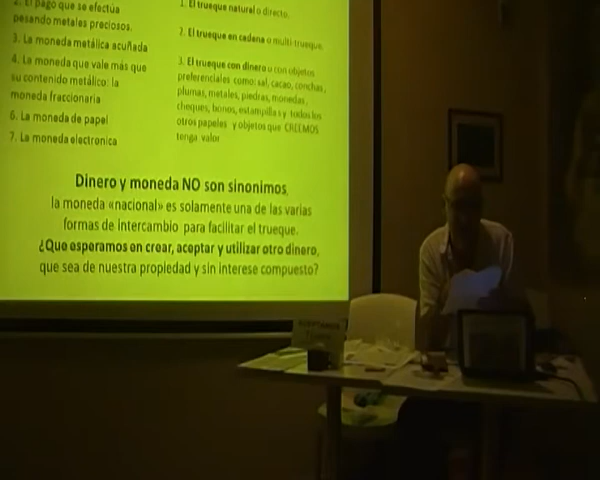 2. El pago que se efectúa
pesando metales preciosos.
3. La moneda metálica acuñada
4. La moneda que vale más que
su contenido metálico: la
moneda fraccionaria
6. La moneda de papel
7. La moneda electronica
1. El trueque natural o directo.
2. El trueque en cadena o multi-trueque.
3. El trueque con dinero u con objetos
preferenciales como: sal, cacao, conchas,
plumas, metales, piedras, monedas,
cheques, bonos, estampillas y todos los
otros papeles y objetos que CREEMOS
tenga valor
Dinero y moneda NO son sinonimos,
la moneda «nacional» es solamente una de las varias
formas de intercambio para facilitar el trueque.
¿Que esperamos en crear, aceptar y utilizar otro dinero,
que sea de nuestra propiedad y sin interese compuesto?